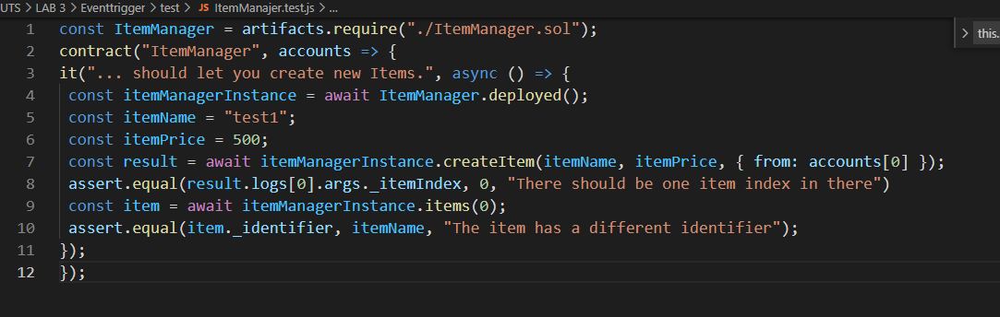 UTS > LAB 3 > Eventtrigger > test > JS ItemManajer.test.js > ...
> this.
1 const ItemManager = artifacts.require("./ItemManager.sol");
2 contract("ItemManager", accounts => {
3 it("... should let you create new Items.", async () => {
4 const itemManagerInstance = await ItemManager.deployed();
5 const itemName = "test1";
6 const itemPrice = 500;
7 const result = await itemManagerInstance.createItem(itemName, itemPrice, { from: accounts[0] });
8 assert.equal(result.logs[0].args._itemIndex, 0, "There should be one item index in there")
9 const item = await itemManagerInstance.items(0);
10 assert.equal(item._identifier, itemName, "The item has a different identifier");
11 });
12 });